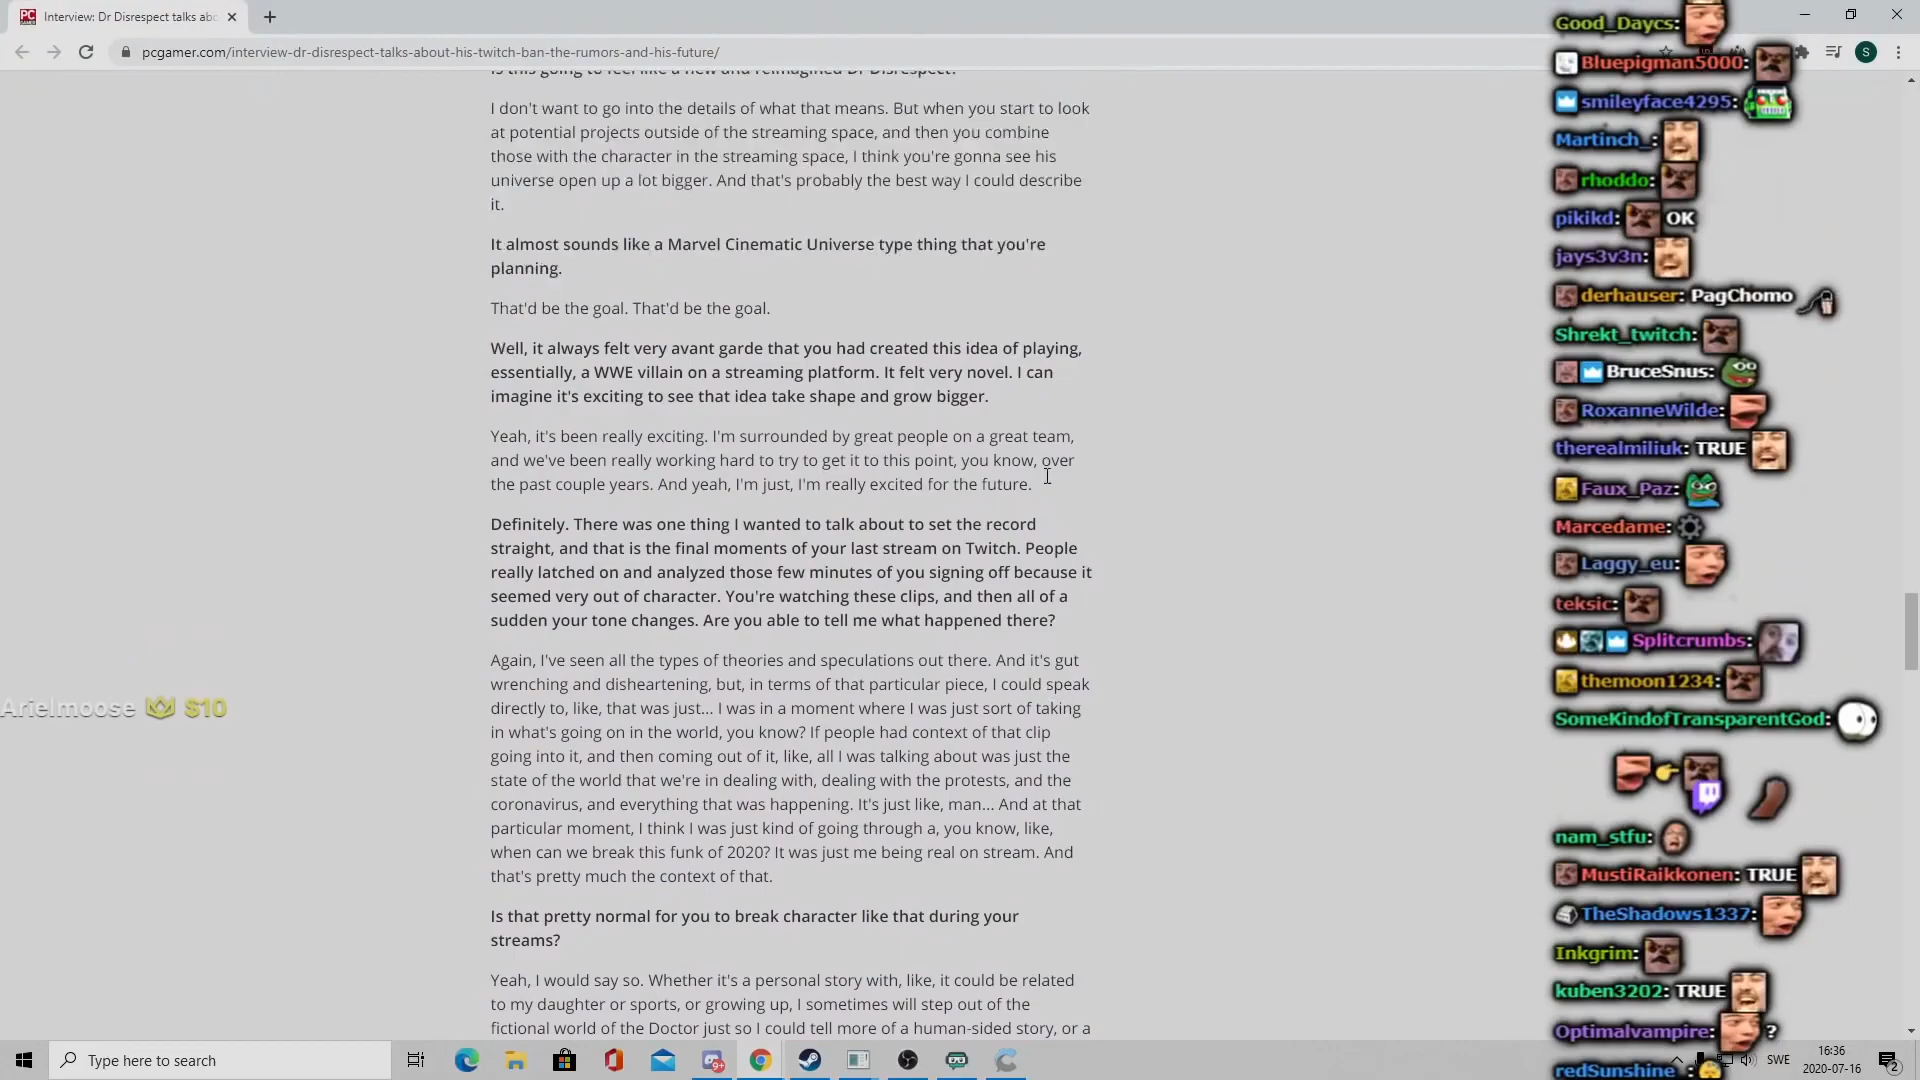 Interview: Dr Disrespect talks abo
pcgamer.com/interview-dr-disrespect-talks-about-his-twitch-ban-the-rumors-and-his-future/
S
Is this going to feel like a new and reimagined Dr Disrespect?
I don't want to go into the details of what that means. But when you start to look
at potential projects outside of the streaming space, and then you combine
those with the character in the streaming space, I think you're gonna see his
universe open up a lot bigger. And that's probably the best way I could describe
it.
It almost sounds like a Marvel Cinematic Universe type thing that you're
planning.
That'd be the goal. That'd be the goal.
Well, it always felt very avant garde that you had created this idea of playing,
essentially, a WWE villain on a streaming platform. It felt very novel. I can
imagine it's exciting to see that idea take shape and grow bigger.
Yeah, it's been really exciting. I'm surrounded by great people on a great team,
and we've been really working hard to try to get it to this point, you know, over
the past couple years. And yeah, I'm just, I'm really excited for the future.
Definitely. There was one thing I wanted to talk about to set the record
straight, and that is the final moments of your last stream on Twitch. People
really latched on and analyzed those few minutes of you signing off because it
seemed very out of character. You're watching these clips, and then all of a
sudden your tone changes. Are you able to tell me what happened there?
Again, I've seen all the types of theories and speculations out there. And it's gut
wrenching and disheartening, but, in terms of that particular piece, I could speak
directly to, like, that was just... I was in a moment where I was just sort of taking
in what's going on in the world, you know? If people had context of that clip
going into it, and then coming out of it, like, all I was talking about was just the
state of the world that we're in dealing with, dealing with the protests, and the
coronavirus, and everything that was happening. It's just like, man... And at that
particular moment, I think I was just kind of going through a, you know, like,
when can we break this funk of 2020? It was just me being real on stream. And
that's pretty much the context of that.
Is that pretty normal for you to break character like that during your
streams?
Yeah, I would say so. Whether it's a personal story with, like, it could be related
to my daughter or sports, or growing up, I sometimes will step out of the
fictional world of the Doctor just so I could tell more of a human-sided story, or a
Arielmoose $10
Good_Daycs:
Bluepigman5000:
smileyface4295:
Martinch_:
rhoddo:
pikikd: OK
jays3v3n:
derhauser: PagChomo
Shrekt_twitch:
BruceSnus:
RoxanneWilde:
therealmiliuk: TRUE
Faux_Paz:
Marcedame:
Laggy_eu:
teksic:
Splitcrumbs:
themoon1234:
SomeKindofTransparentGod:
nam_stfu:
MustiRaikkonen: TRUE
TheShadows1337:
Inkgrim:
kuben3202: TRUE
Optimalvampire: ?
redSunshine_:
Type here to search
9+
SWE
16:36
2020-07-16
2